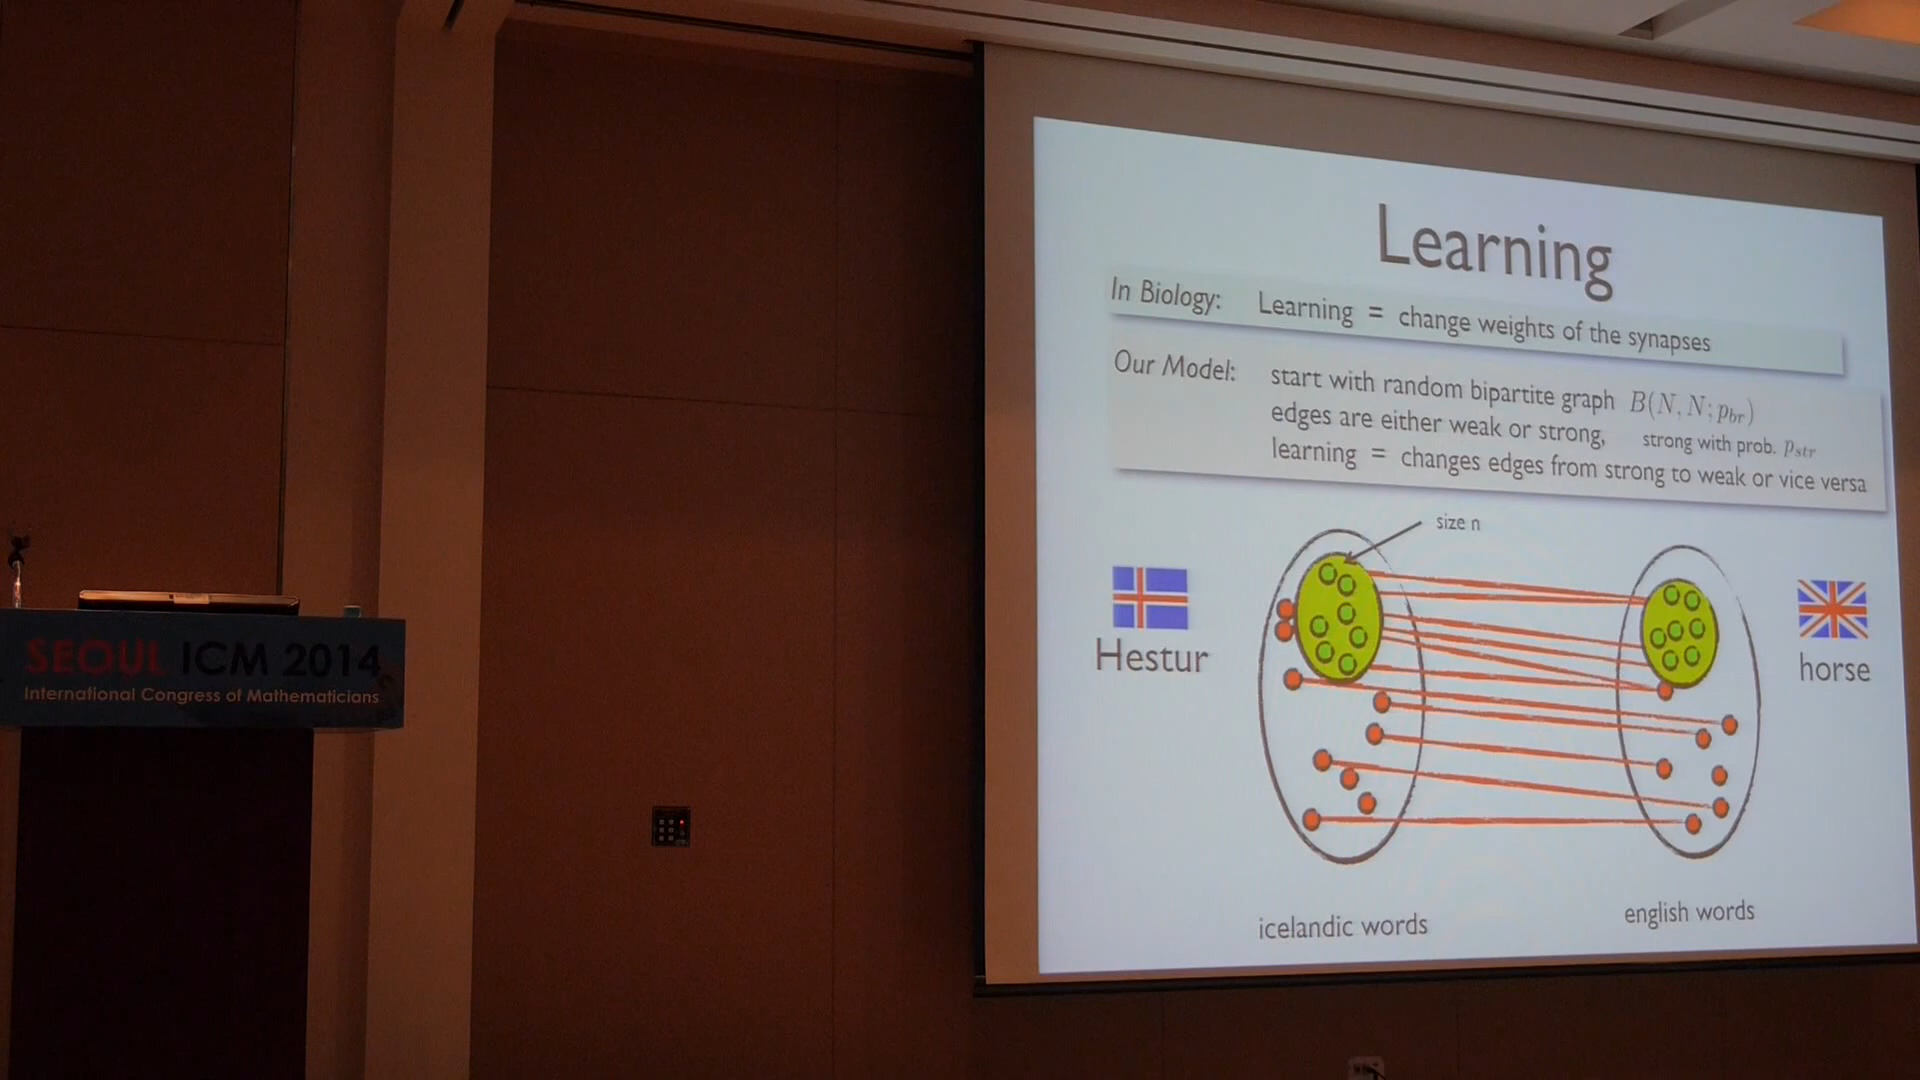 SEOUL ICM 2014
International Congress of Mathematicians
Learning
In Biology: Learning = change weights of the synapses
Our Model: start with random bipartite graph B(N, N; p_br)
edges are either weak or strong, strong with prob. p_str
learning = changes edges from strong to weak or vice versa
size n
Hestur
horse
icelandic words
english words